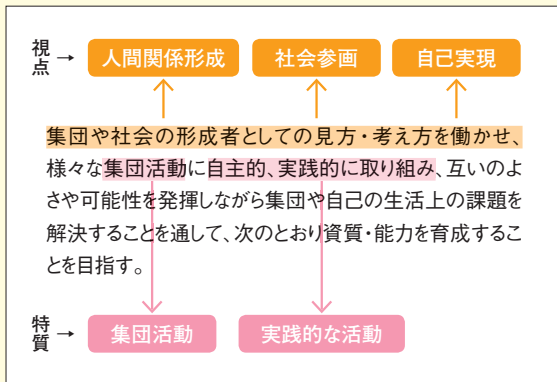 視点 → 人間関係形成 社会参画 自己実現
集団や社会の形成者としての見方・考え方を働かせ、
様々な集団活動に自主的、実践的に取り組み、互いのよ
さや可能性を発揮しながら集団や自己の生活上の課題を
解決することを通して、次のとおり資質・能力を育成するこ
とを目指す。
特質 → 集団活動 実践的な活動